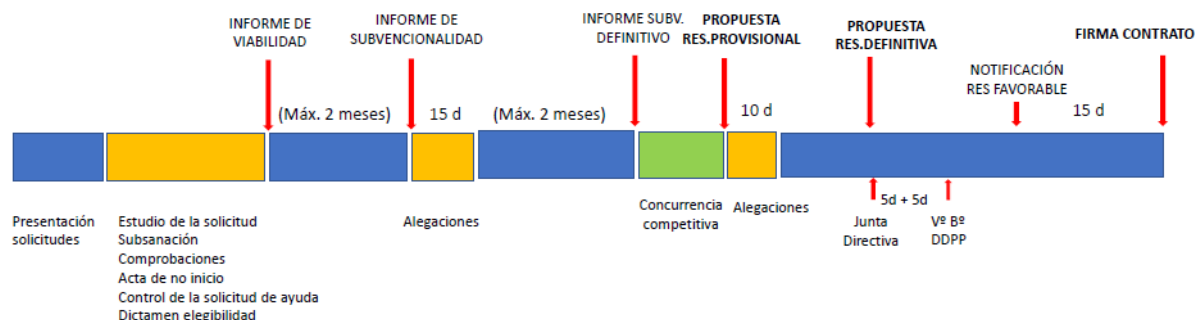 INFORME DE
VIABILIDAD
INFORME DE
SUBVENCIONALIDAD
INFORME SUBV.
DEFINITIVO
PROPUESTA
RES.PROVISIONAL
PROPUESTA
RES.DEFINITIVA
NOTIFICACIÓN
RES FAVORABLE
FIRMA CONTRATO
(Máx. 2 meses)
15 d
(Máx. 2 meses)
10 d
15 d
Presentación
solicitudes
Estudio de la solicitud
Subsanación
Comprobaciones
Acta de no inicio
Control de la solicitud de ayuda
Dictamen elegibilidad
Alegaciones
Concurrencia
competitiva
Alegaciones
Junta
Directiva
5d + 5d
Vº Bº
DDPP